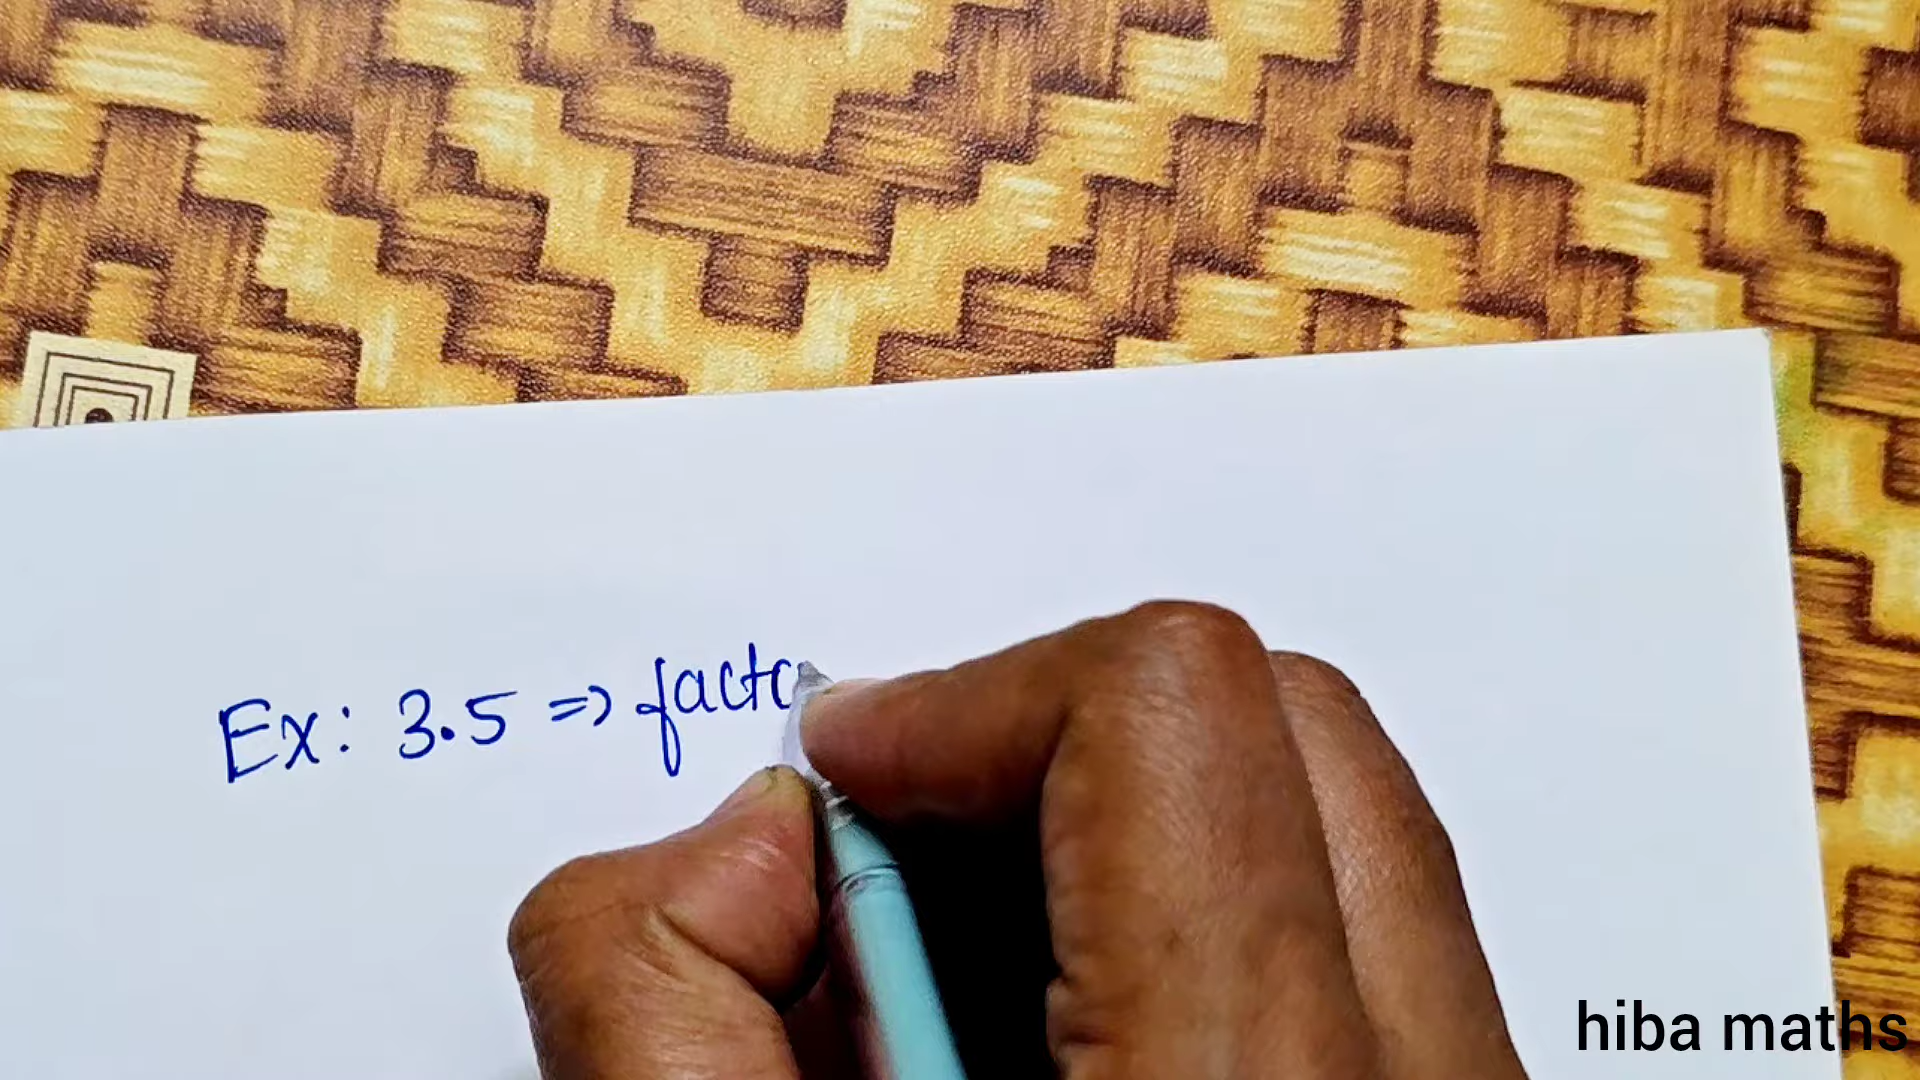 Ex: 3.5 => facto
hiba maths